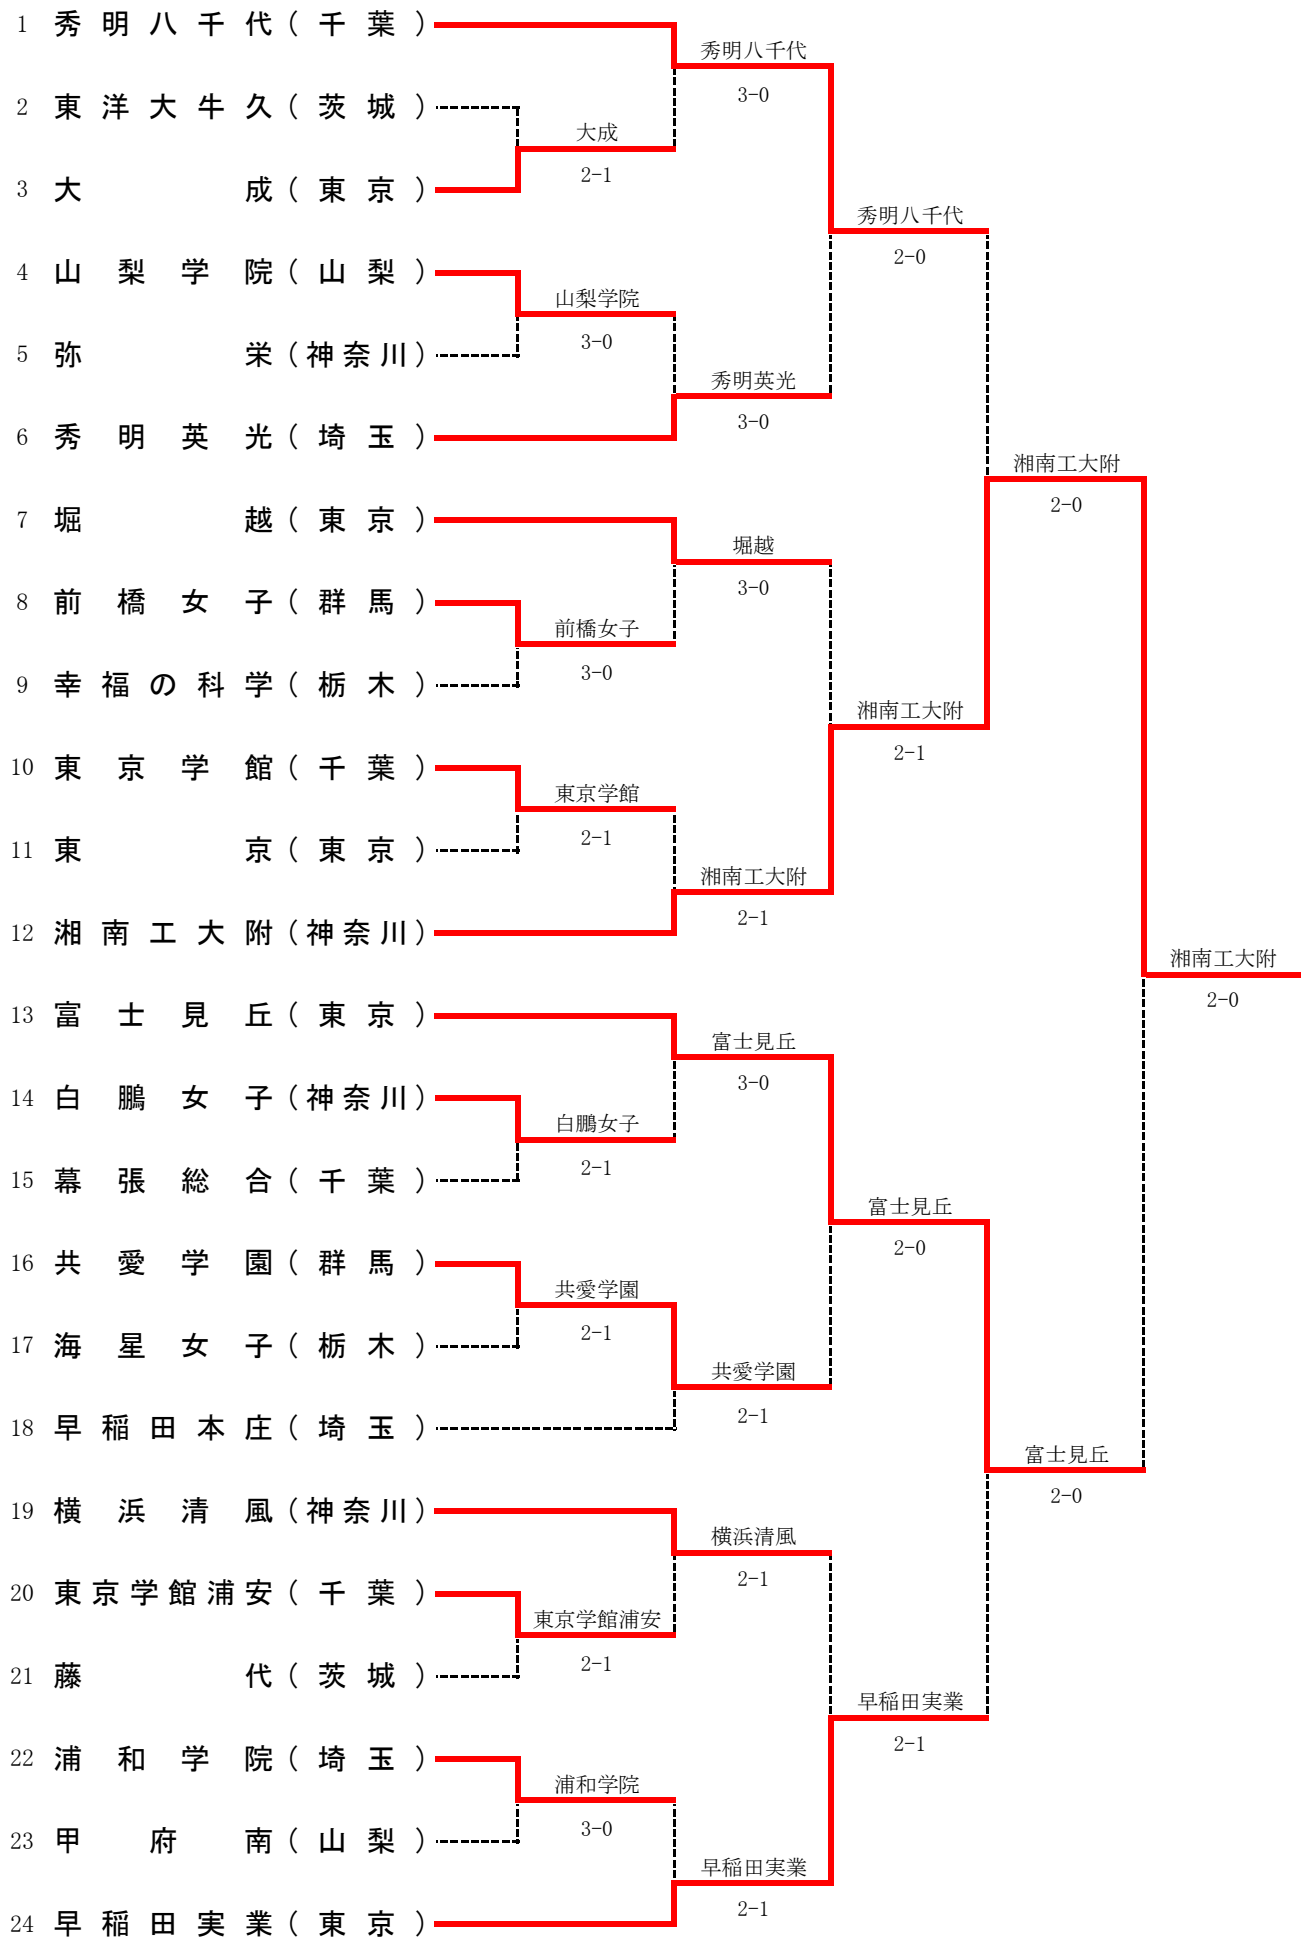 1 秀明八千代(千葉)
秀明八千代
3-0
2 東洋大牛久(茨城)
大成
2-1
3 大成(東京)
秀明八千代
2-0
4 山梨学院(山梨)
山梨学院
3-0
5 弥栄(神奈川)
秀明英光
3-0
6 秀明英光(埼玉)
湘南工大附
2-0
7 堀越(東京)
堀越
3-0
8 前橋女子(群馬)
前橋女子
3-0
9 幸福の科学(栃木)
湘南工大附
2-1
10 東京学館(千葉)
東京学館
2-1
11 東京(東京)
湘南工大附
2-1
12 湘南工大附(神奈川)
湘南工大附
2-0
13 富士見丘(東京)
富士見丘
3-0
14 白鵬女子(神奈川)
白鵬女子
2-1
15 幕張総合(千葉)
富士見丘
2-0
16 共愛学園(群馬)
共愛学園
2-1
17 海星女子(栃木)
共愛学園
2-1
18 早稲田本庄(埼玉)
富士見丘
2-0
19 横浜清風(神奈川)
横浜清風
2-1
20 東京学館浦安(千葉)
東京学館浦安
2-1
21 藤代(茨城)
早稲田実業
2-1
22 浦和学院(埼玉)
浦和学院
3-0
23 甲府南(山梨)
早稲田実業
2-1
24 早稲田実業(東京)